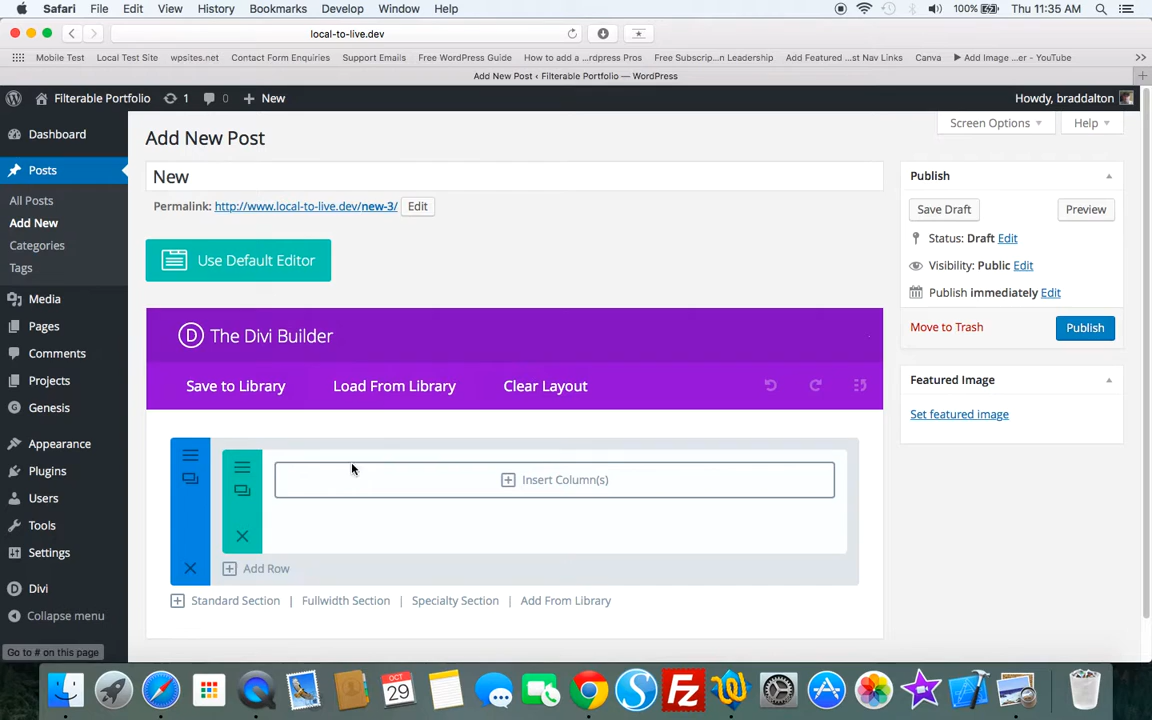 Safari File Edit View History Bookmarks Develop Window Help 100% Thu 11:35 AM
local-to-live.dev
Mobile Test Local Test Site wpsites.net Contact Form Enquiries Support Emails Free WordPress Guide How to add a ...rdpress Pros Free Subscrip...n Leadership Add Featured ...st Nav Links Canva ▶ Add Image ...er - YouTube >>
Add New Post ‹ Filterable Portfolio — WordPress
Filterable Portfolio 1 0 + New Howdy, braddalton
Screen Options ▼ Help ▼
Dashboard
Posts
All Posts
Add New
Categories
Tags
Media
Pages
Comments
Projects
Genesis
Appearance
Plugins
Users
Tools
Settings
Divi
Collapse menu
Go to # on this page
Add New Post
New
Permalink: http://www.local-to-live.dev/new-3/ Edit
Use Default Editor
D The Divi Builder
Save to Library Load From Library Clear Layout
Insert Column(s)
Add Row
Standard Section | Fullwidth Section | Specialty Section | Add From Library
Publish
Save Draft Preview
Status: Draft Edit
Visibility: Public Edit
Publish immediately Edit
Move to Trash Publish
Featured Image
Set featured image
OCT
29